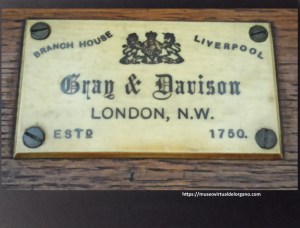 BRANCH HOUSE LIVERPOOL
Gray & Davison
LONDON, N.W.
ESTD 1750.
https://museovirtualdelorgano.com